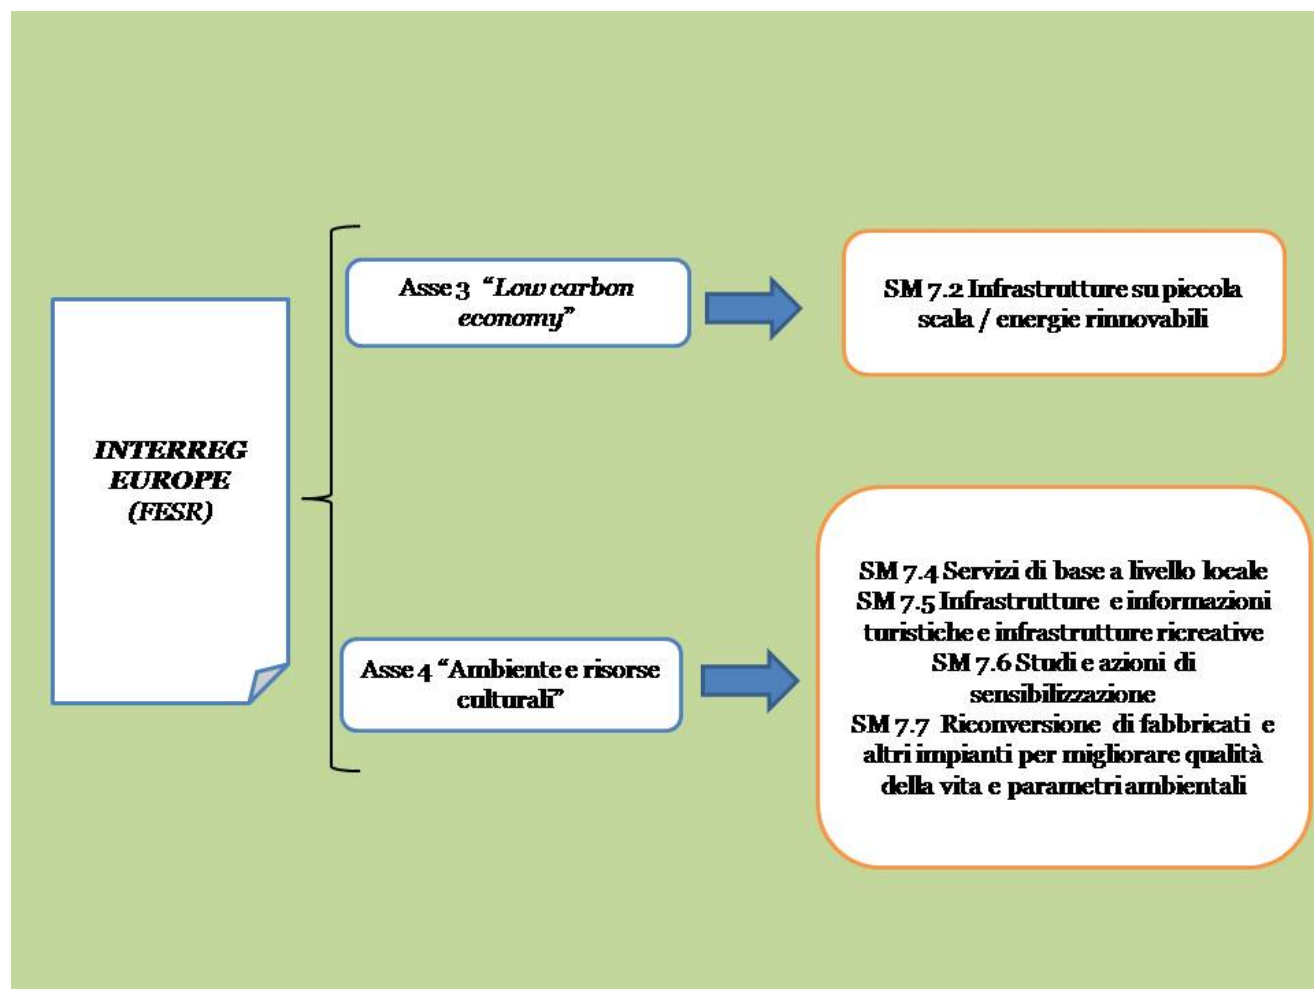 INTERREG
EUROPE
(FESR)
Asse 3 “Low carbon
economy”
SM 7.2 Infrastrutture su piccola
scala / energie rinnovabili
Asse 4 “Ambiente e risorse
culturali”
SM 7.4 Servizi di base a livello locale
SM 7.5 Infrastrutture e informazioni
turistiche e infrastrutture ricreative
SM 7.6 Studi e azioni di
sensibilizzazione
SM 7.7 Riconversione di fabbricati e
altri impianti per migliorare qualità
della vita e parametri ambientali